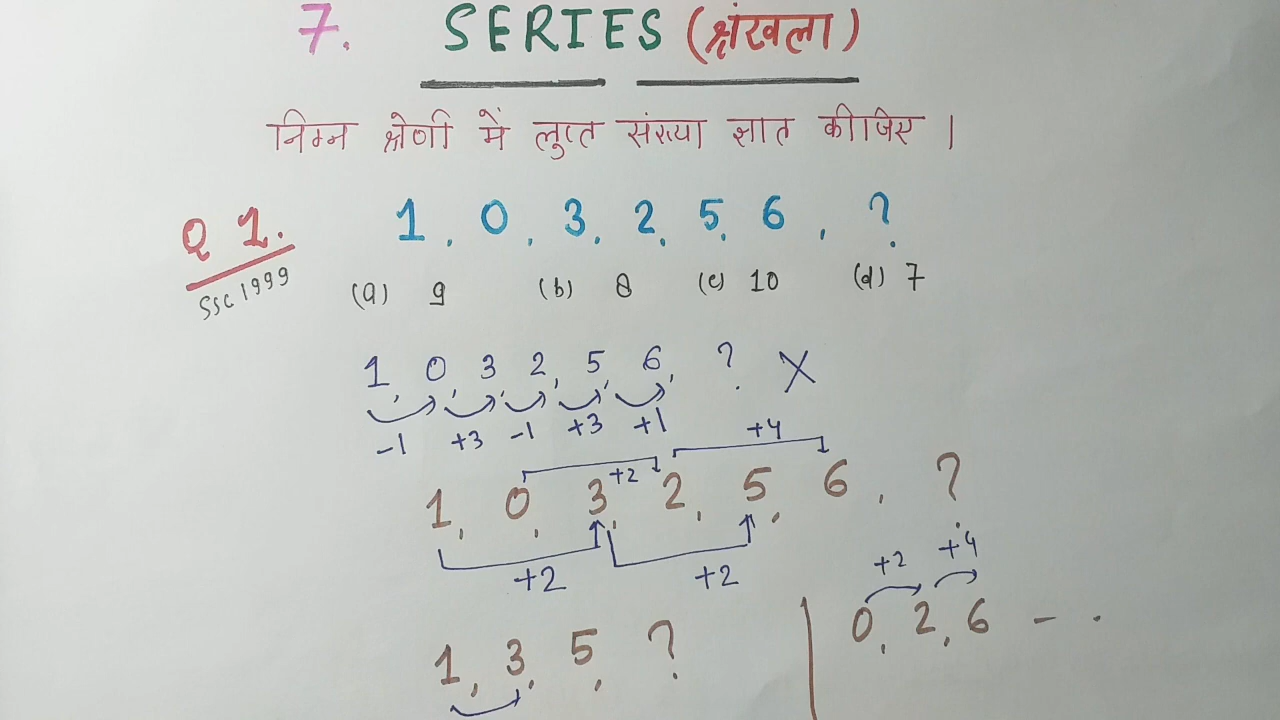 7. SERIES (श्रंखला)
निम्न श्रेणी में लुप्त संख्या ज्ञात कीजिए ।
Q 1. 1, 0, 3, 2, 5, 6, ?
SSC 1999
(a) 9 (b) 8 (c) 10 (d) 7
1, 0, 3, 2, 5, 6, ? X
-1 +3 -1 +3 +1
+2 +4
1, 0, 3, 2, 5, 6, ?
+2 +2
+2 +4
0, 2, 6 - .
1, 3, 5, ?